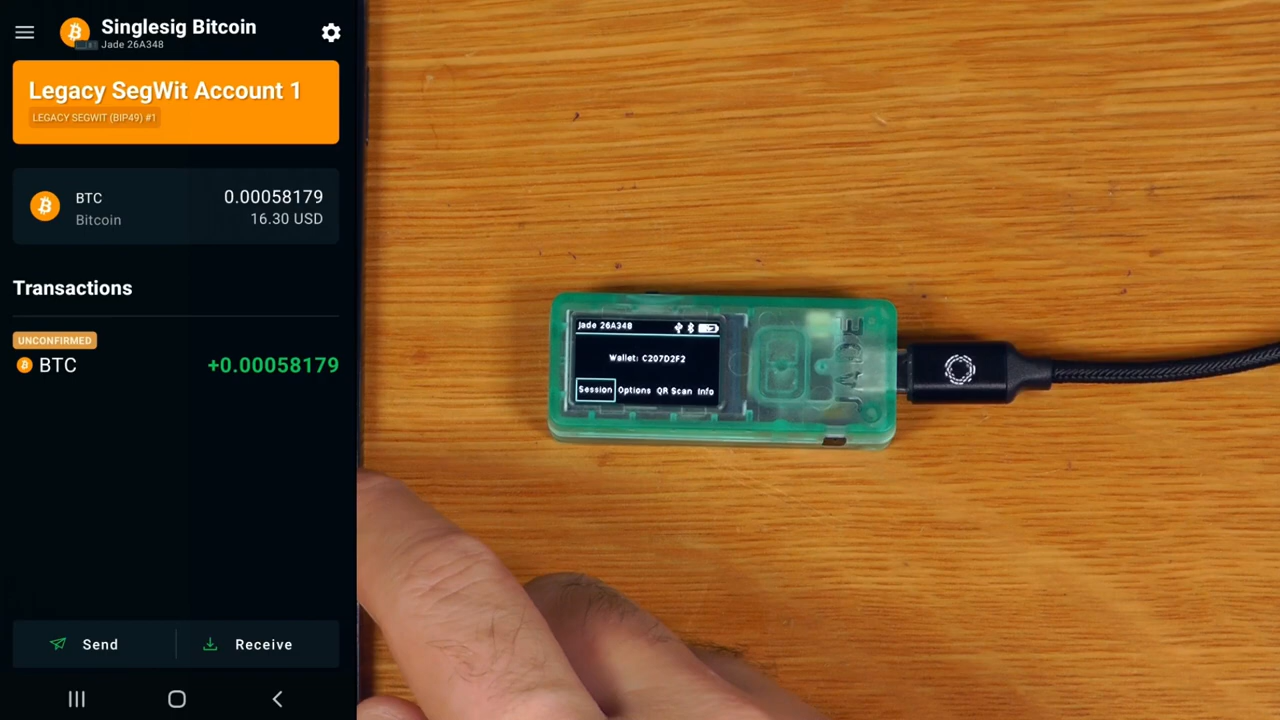 Singlesig Bitcoin
Jade 26A348
Legacy SegWit Account 1
LEGACY SEGWIT (BIP49) #1
BTC
0.00058179
Bitcoin
16.30 USD
Transactions
UNCONFIRMED
BTC
+0.00058179
Send
Receive
Jade 26A348
Wallet: C207D2F2
Session Options QR Scan Info
JADE